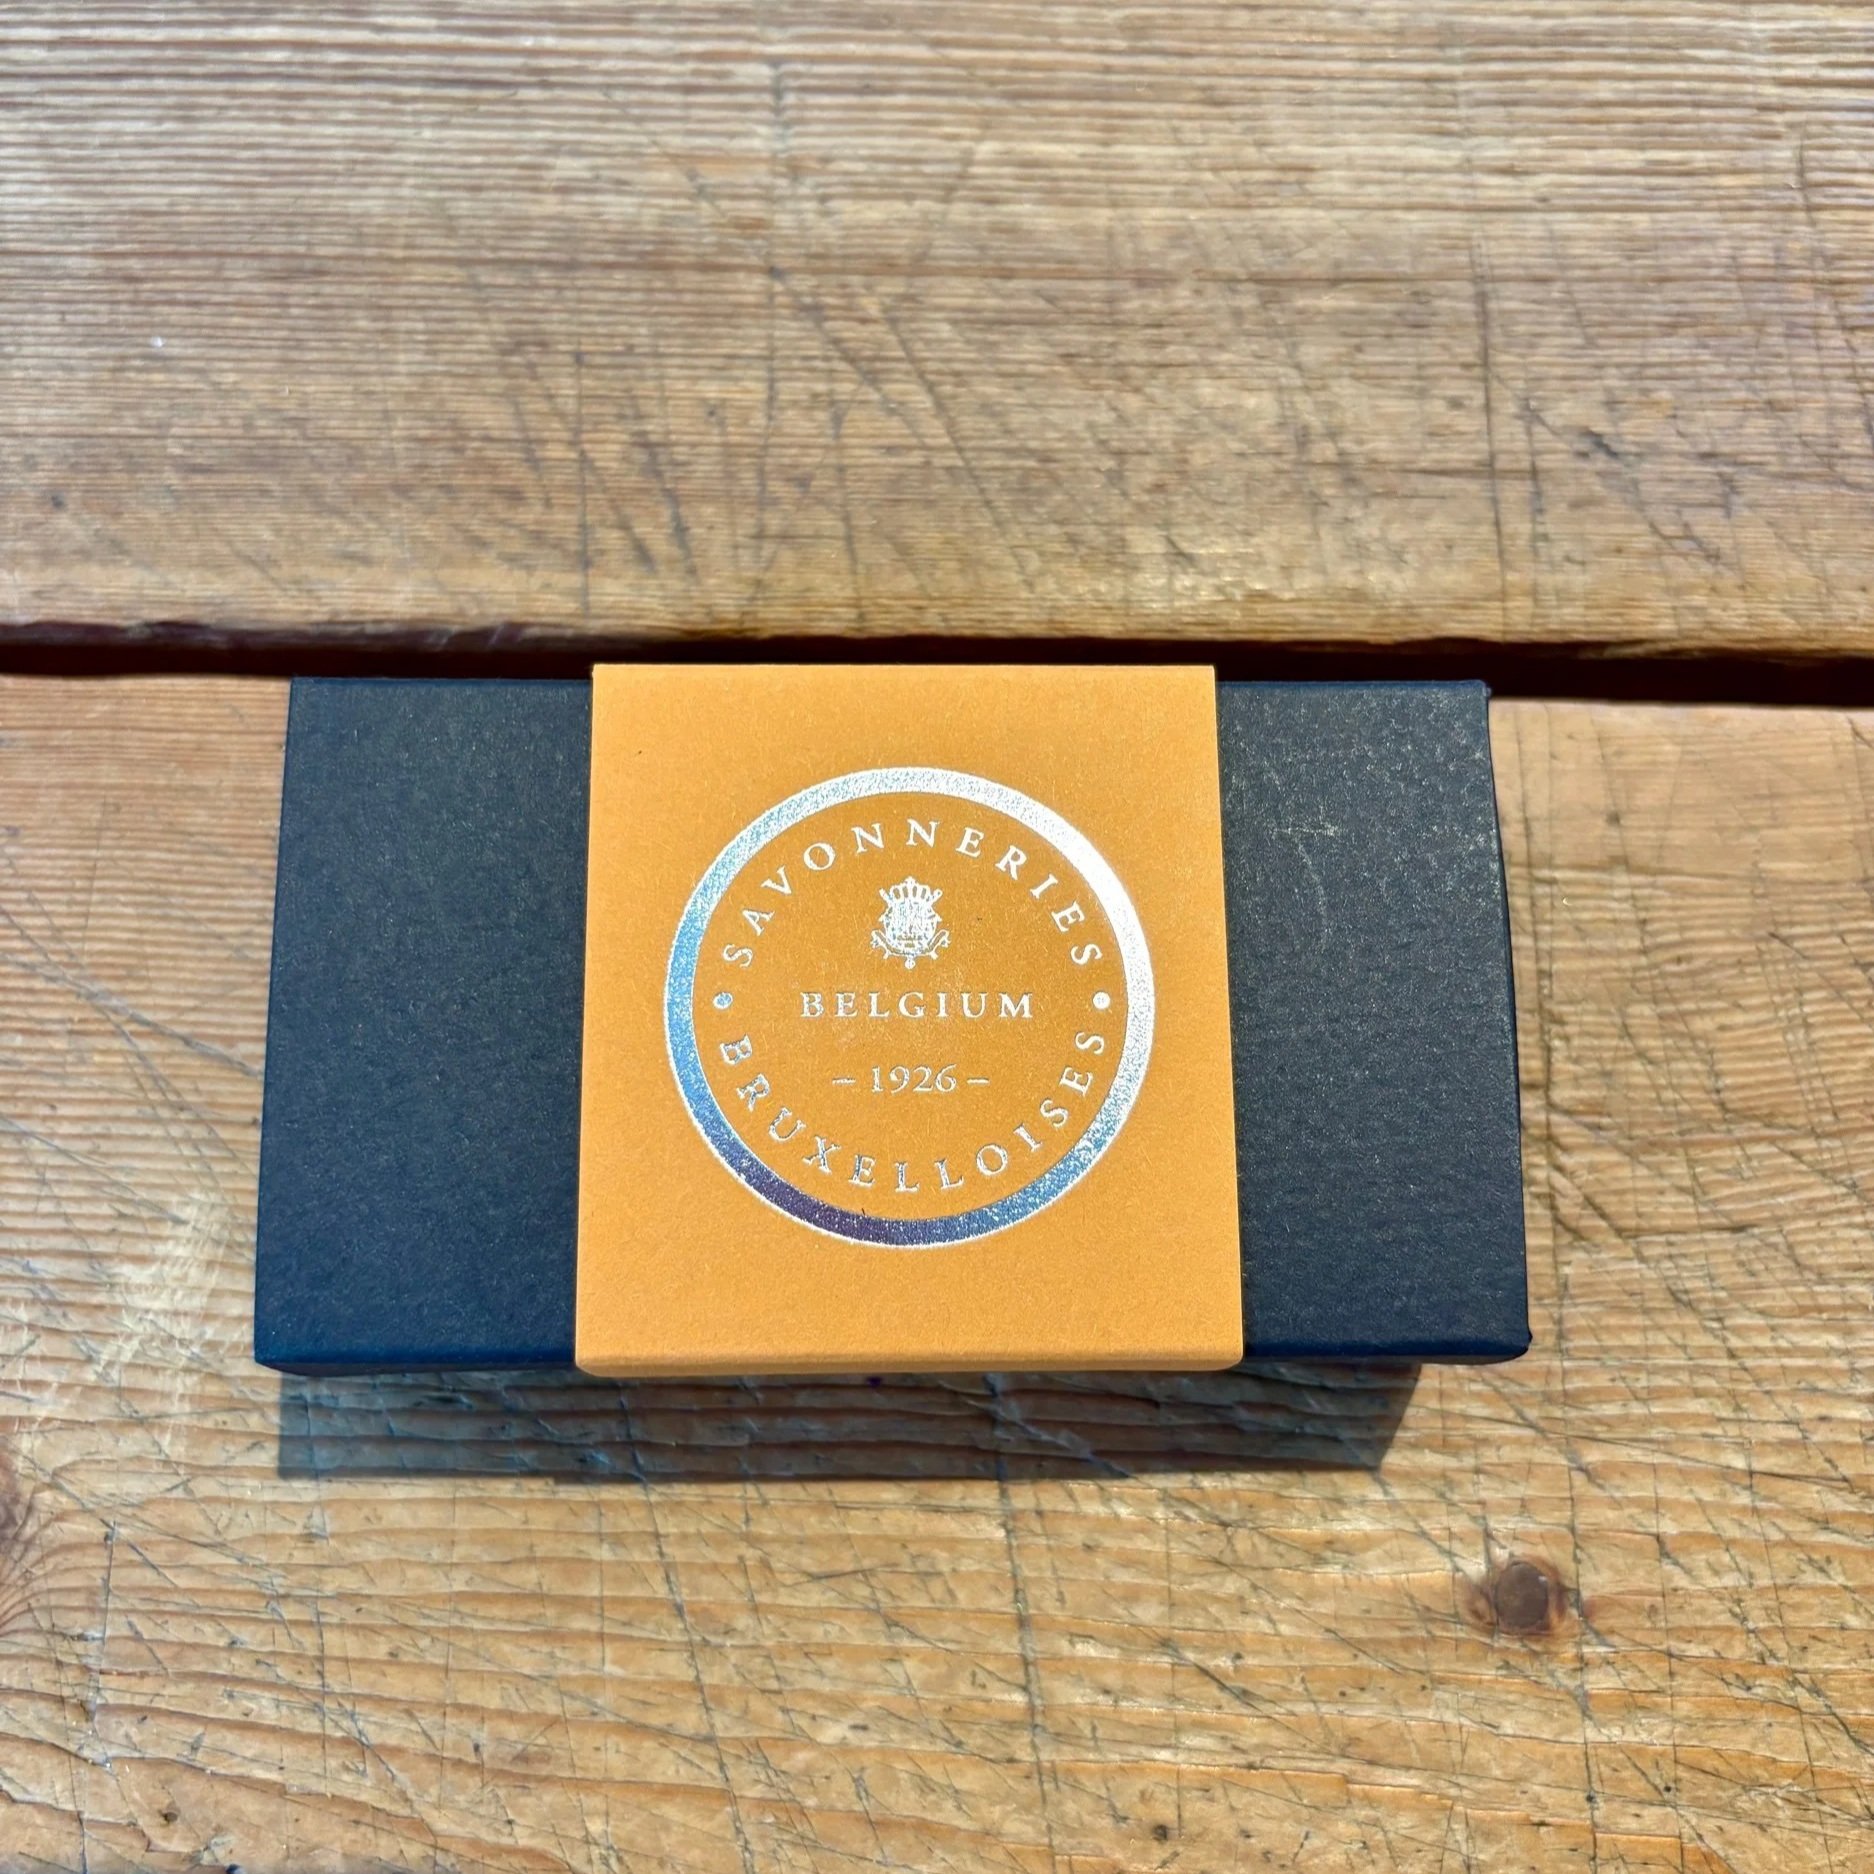 SAVONNERIES
BELGIUM
– 1926 –
BRUXELLOISES